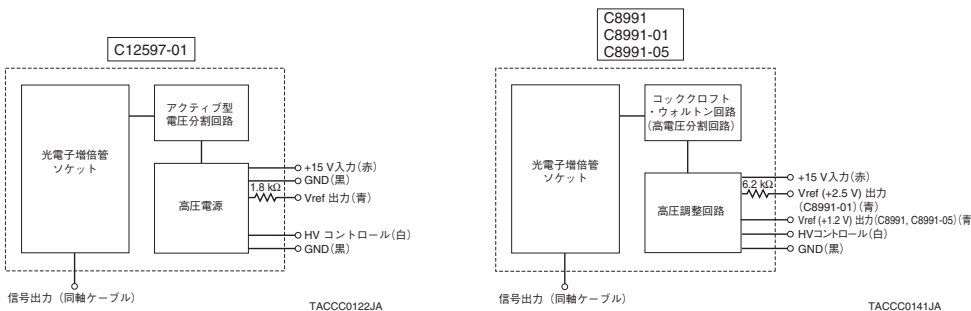 C12597-01
アクティブ型
電圧分割回路
光電子増倍管
ソケット
高圧電源
+15 V入力(赤)
GND(黒)
1.8 kΩ
Vref 出力(青)
HV コントロール(白)
GND(黒)
信号出力(同軸ケーブル)
TACCC0122JA
C8991
C8991-01
C8991-05
コッククロフト
・ウォルトン回路
(高電圧分割回路)
光電子増倍管
ソケット
高圧調整回路
+15 V入力(赤)
6.2 kΩ
Vref (+2.5 V) 出力
(C8991-01)(青)
Vref (+1.2 V) 出力(C8991, C8991-05)(青
HVコントロール(白)
GND(黒)
信号出力(同軸ケーブル)
TACCC0141JA